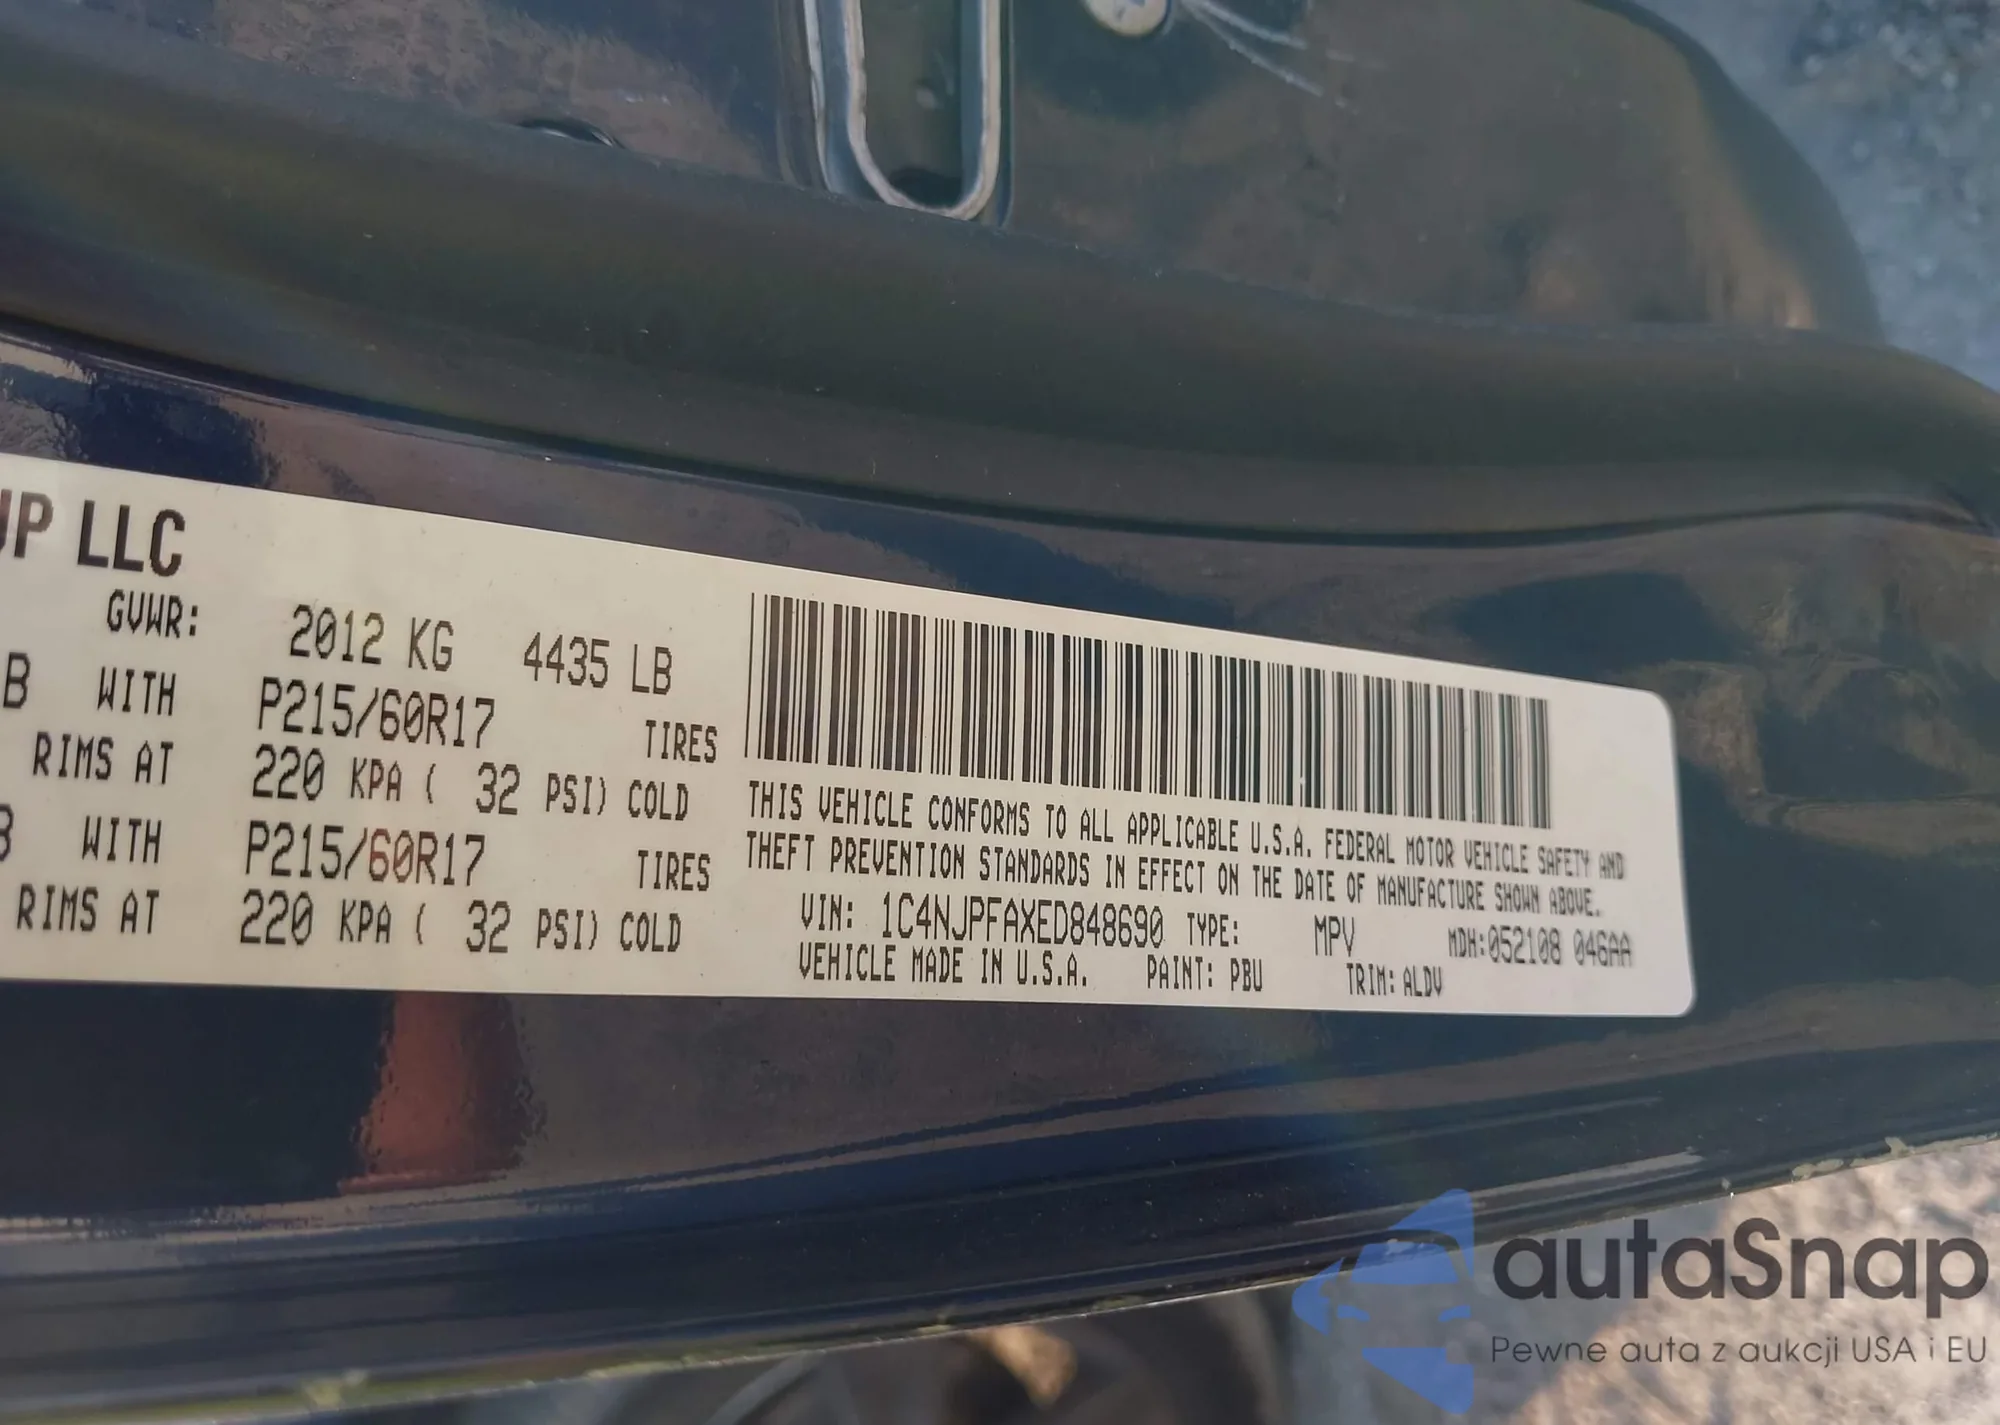 UP LLC
GVWR: 2012 KG 4435 LB
B WITH P215/60R17 TIRES
RIMS AT 220 KPA ( 32 PSI) COLD
B WITH P215/60R17 TIRES
RIMS AT 220 KPA ( 32 PSI) COLD
THIS VEHICLE CONFORMS TO ALL APPLICABLE U.S.A. FEDERAL MOTOR VEHICLE SAFETY AND
THEFT PREVENTION STANDARDS IN EFFECT ON THE DATE OF MANUFACTURE SHOWN ABOVE.
VIN: 1C4NJPFAXED848690 TYPE: MPV MDH:052108 046AA
VEHICLE MADE IN U.S.A. PAINT: PBU TRIM: ALDV
autaSnap
Pewne auta z aukcji USA i EU